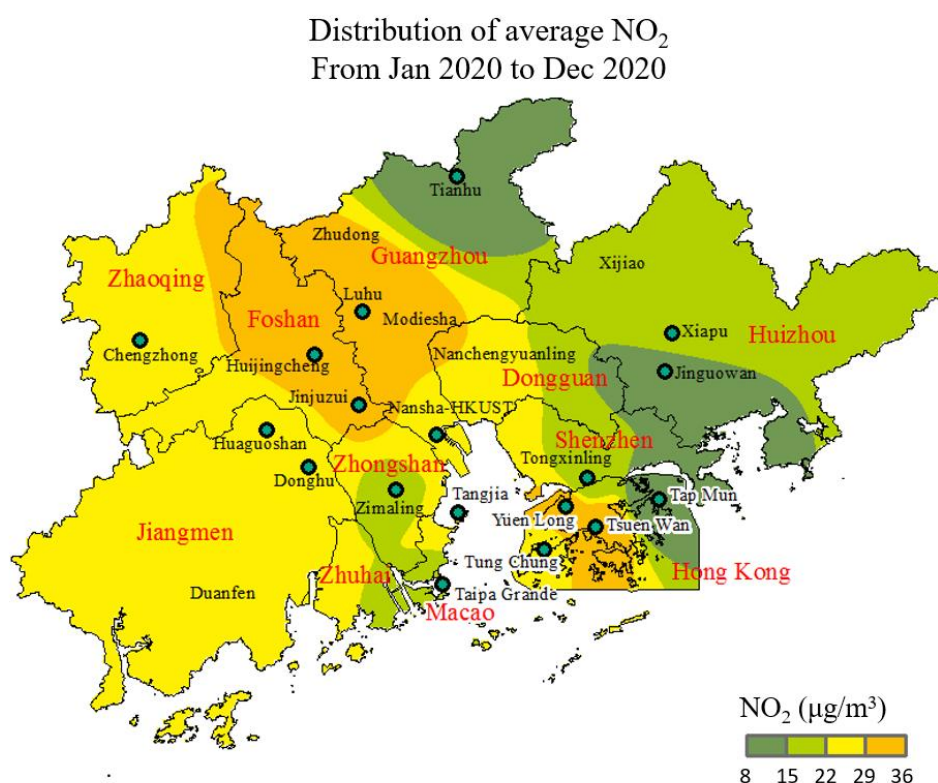 Distribution of average NO₂
From Jan 2020 to Dec 2020
Tianhu
Zhudong
Guangzhou
Xijiao
Zhaoqing
Luhu
Foshan
Modiesha
Xiapu
Huizhou
Chengzhong
Huijingcheng
Nanchengyuanling
Dongguan
Jinguowan
Jinjuzui
Nansha-HKUST
Huaguoshan
Shenzhen
Zhongshan
Tongxinling
Donghu
Zimaling
Tangjia
Tap Mun
Yuen Long
Jiangmen
Tsuen Wan
Tung Chung
Zhuhai
Hong Kong
Duanfen
Taipa Grande
Macao
NO₂ (µg/m³)
8 15 22 29 36